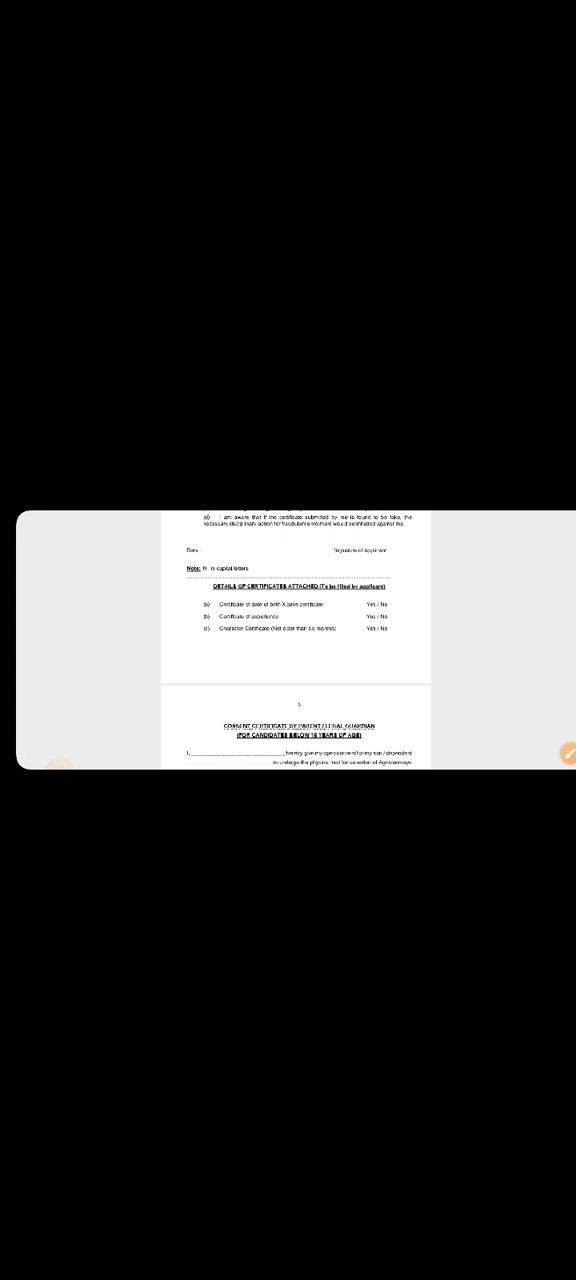 (d) I am aware that if the certificate submitted by me is found to be fake, the
necessary disciplinary action for fraudulent enrolment would be initiated against me.
Date : Signature of applicant
Note: Fill in capital letters
DETAILS OF CERTIFICATES ATTACHED (To be filled by applicant)
(a) Certificate of date of birth X pass certificate Yes / No
(b) Certificate of experience Yes / No
(c) Character Certificate (Not older than six months) Yes / No
3
CONSENT CERTIFICATE BY PARENT / LEGAL GUARDIAN
(FOR CANDIDATES BELOW 18 YEARS OF AGE)
I, ______________________ hereby give my consent for my son / dependent
______________________ to undergo the physical test for selection of Agniveervayu